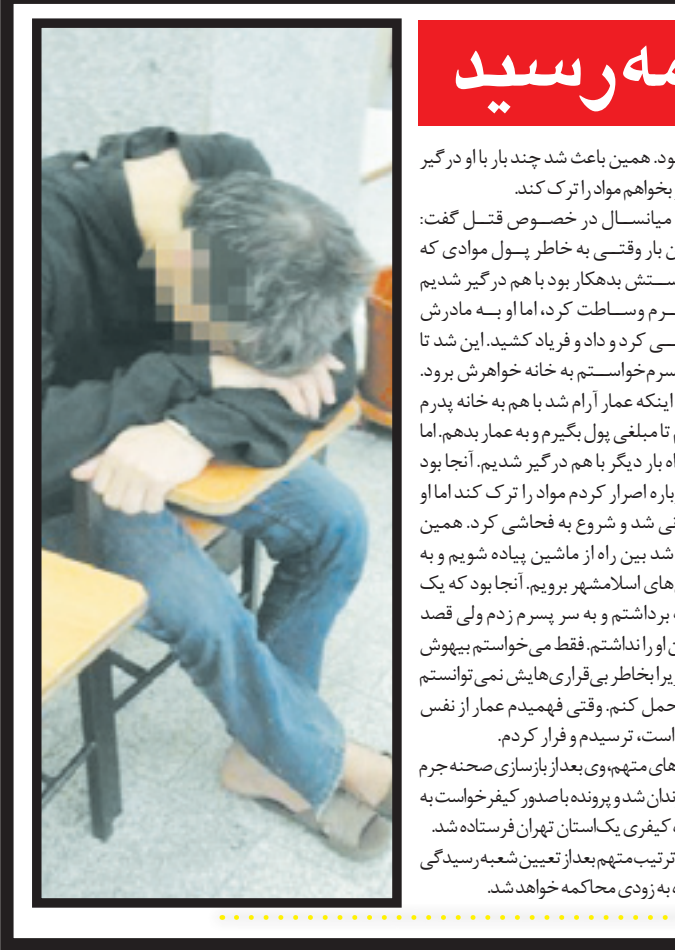 رسید
ود. همین باعث شد چند بار با او درگیر
بخواهم مواد را ترک کند.
میانسال در خصوص قتل گفت:
بار وقتی به خاطر پول موادی که
بدهکار بود با هم درگیر شدیم
وساطت کرد، اما او به مادرش
کرد و داد و فریاد کشید. این شد تا
خواستم به خانه خواهرش برود.
اینکه عمار آرام شد با هم به خانه پدرم
تا مبلغی پول بگیرم و به عمار بدهم. اما
بار دیگر با هم درگیر شدیم. آنجا بود
باره اصرار کردم مواد را ترک کند اما او
نی شد و شروع به فحاشی کرد. همین
شد بین راه از ماشین پیاده شویم و به
های اسلامشهر برویم. آنجا بود که یک
برداشتم و به سر پسرم زدم ولی قصد
او را نداشتم. فقط می‌خواستم بیهوش
یرا بخاطر بی‌قراری‌هایش نمی‌توانستم
حمل کنم. وقتی فهمیدم عمار از نفس
است، ترسیدم و فرار کردم.
های متهم، وی بعد از بازسازی صحنه جرم
ندان شد و پرونده با صدور کیفرخواست به
کیفری یک استان تهران فرستاده شد.
ترتیب متهم بعد از تعیین شعبه رسیدگی
به زودی محاکمه خواهد شد.